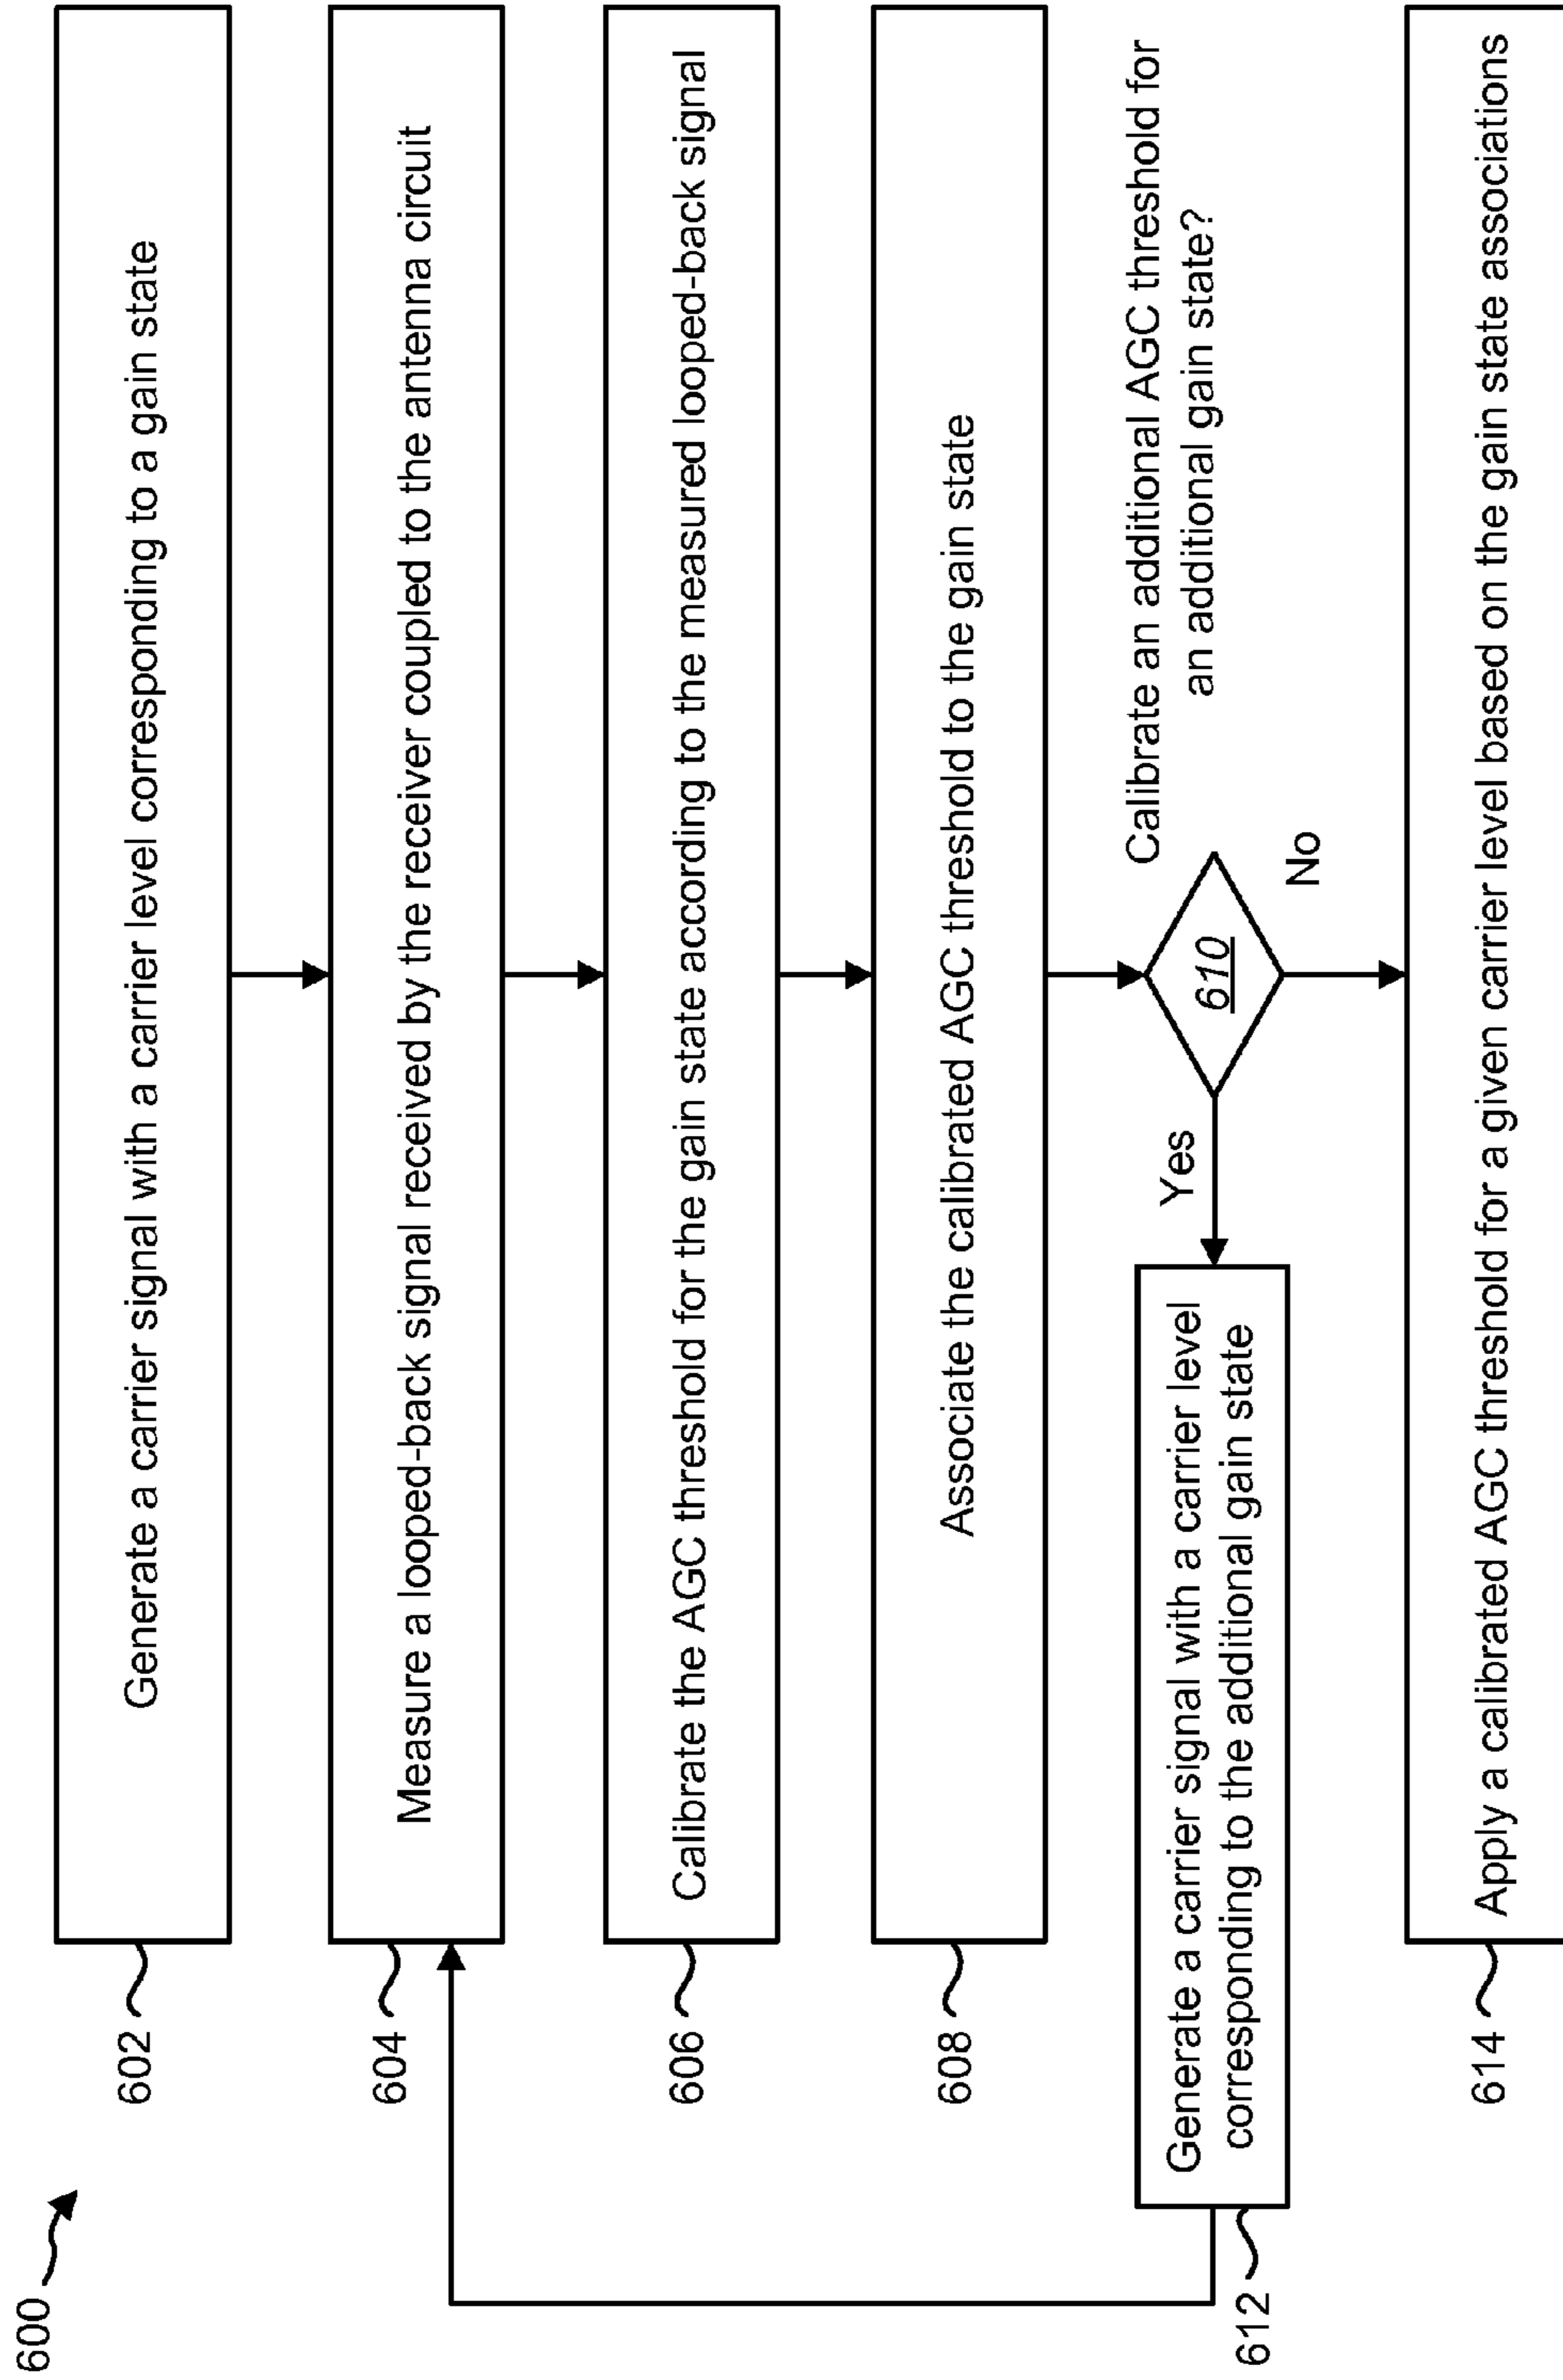 600
602
Generate a carrier signal with a carrier level corresponding to a gain state
604
Measure a looped-back signal received by the receiver coupled to the antenna circuit
606
Calibrate the AGC threshold for the gain state according to the measured looped-back signal
608
Associate the calibrated AGC threshold to the gain state
610
Calibrate an additional AGC threshold for
an additional gain state?
Yes
No
612
Generate a carrier signal with a carrier level
corresponding to the additional gain state
614
Apply a calibrated AGC threshold for a given carrier level based on the gain state associations